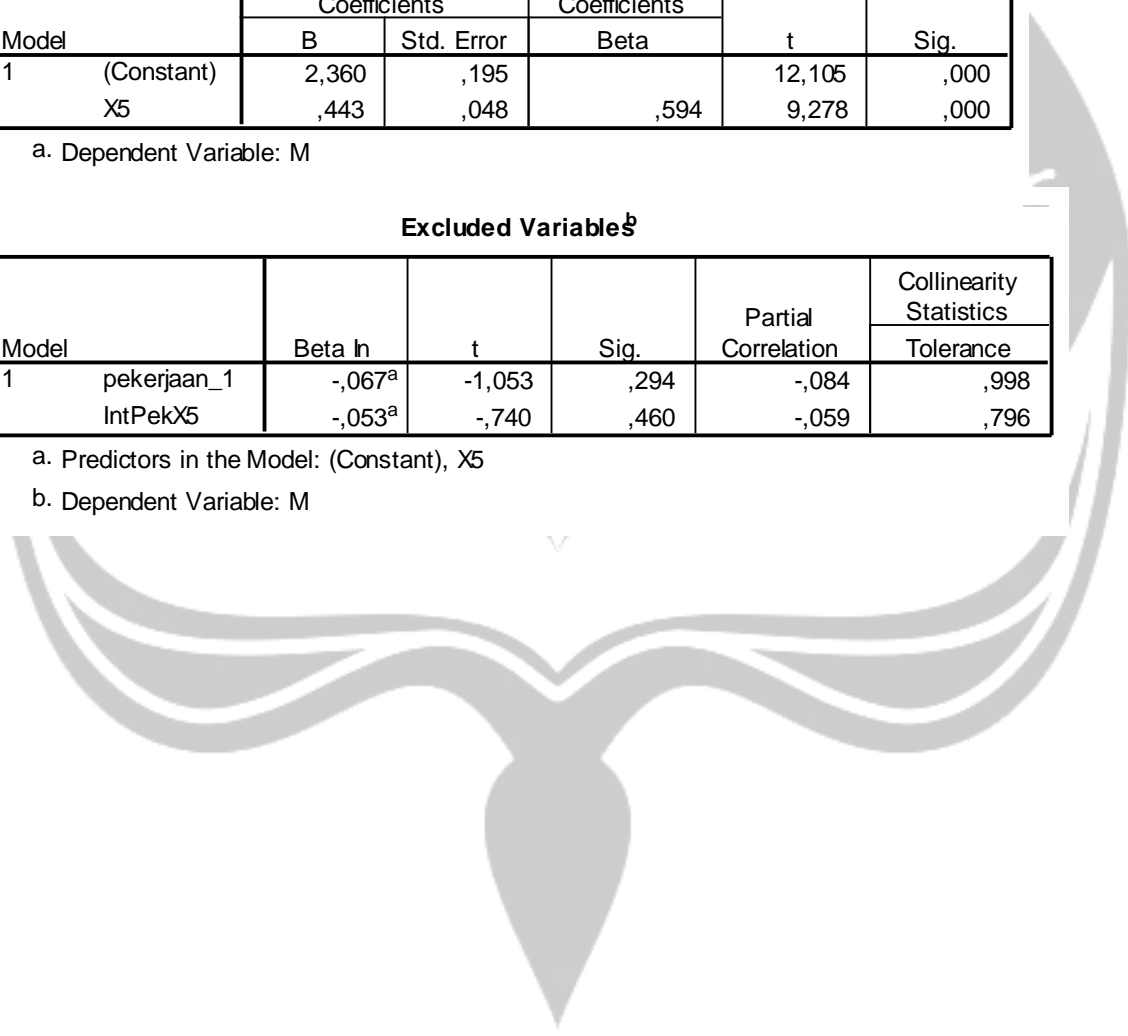 Coefficients Coefficients
Model B Std. Error Beta t Sig.
1 (Constant) 2,360 ,195 12,105 ,000
X5 ,443 ,048 ,594 9,278 ,000
a. Dependent Variable: M
Excluded Variables b
Collinearity
Partial Statistics
Model Beta In t Sig. Correlation Tolerance
1 pekerjaan_1 -,067a -1,053 ,294 -,084 ,998
IntPekX5 -,053a -,740 ,460 -,059 ,796
a. Predictors in the Model: (Constant), X5
b. Dependent Variable: M